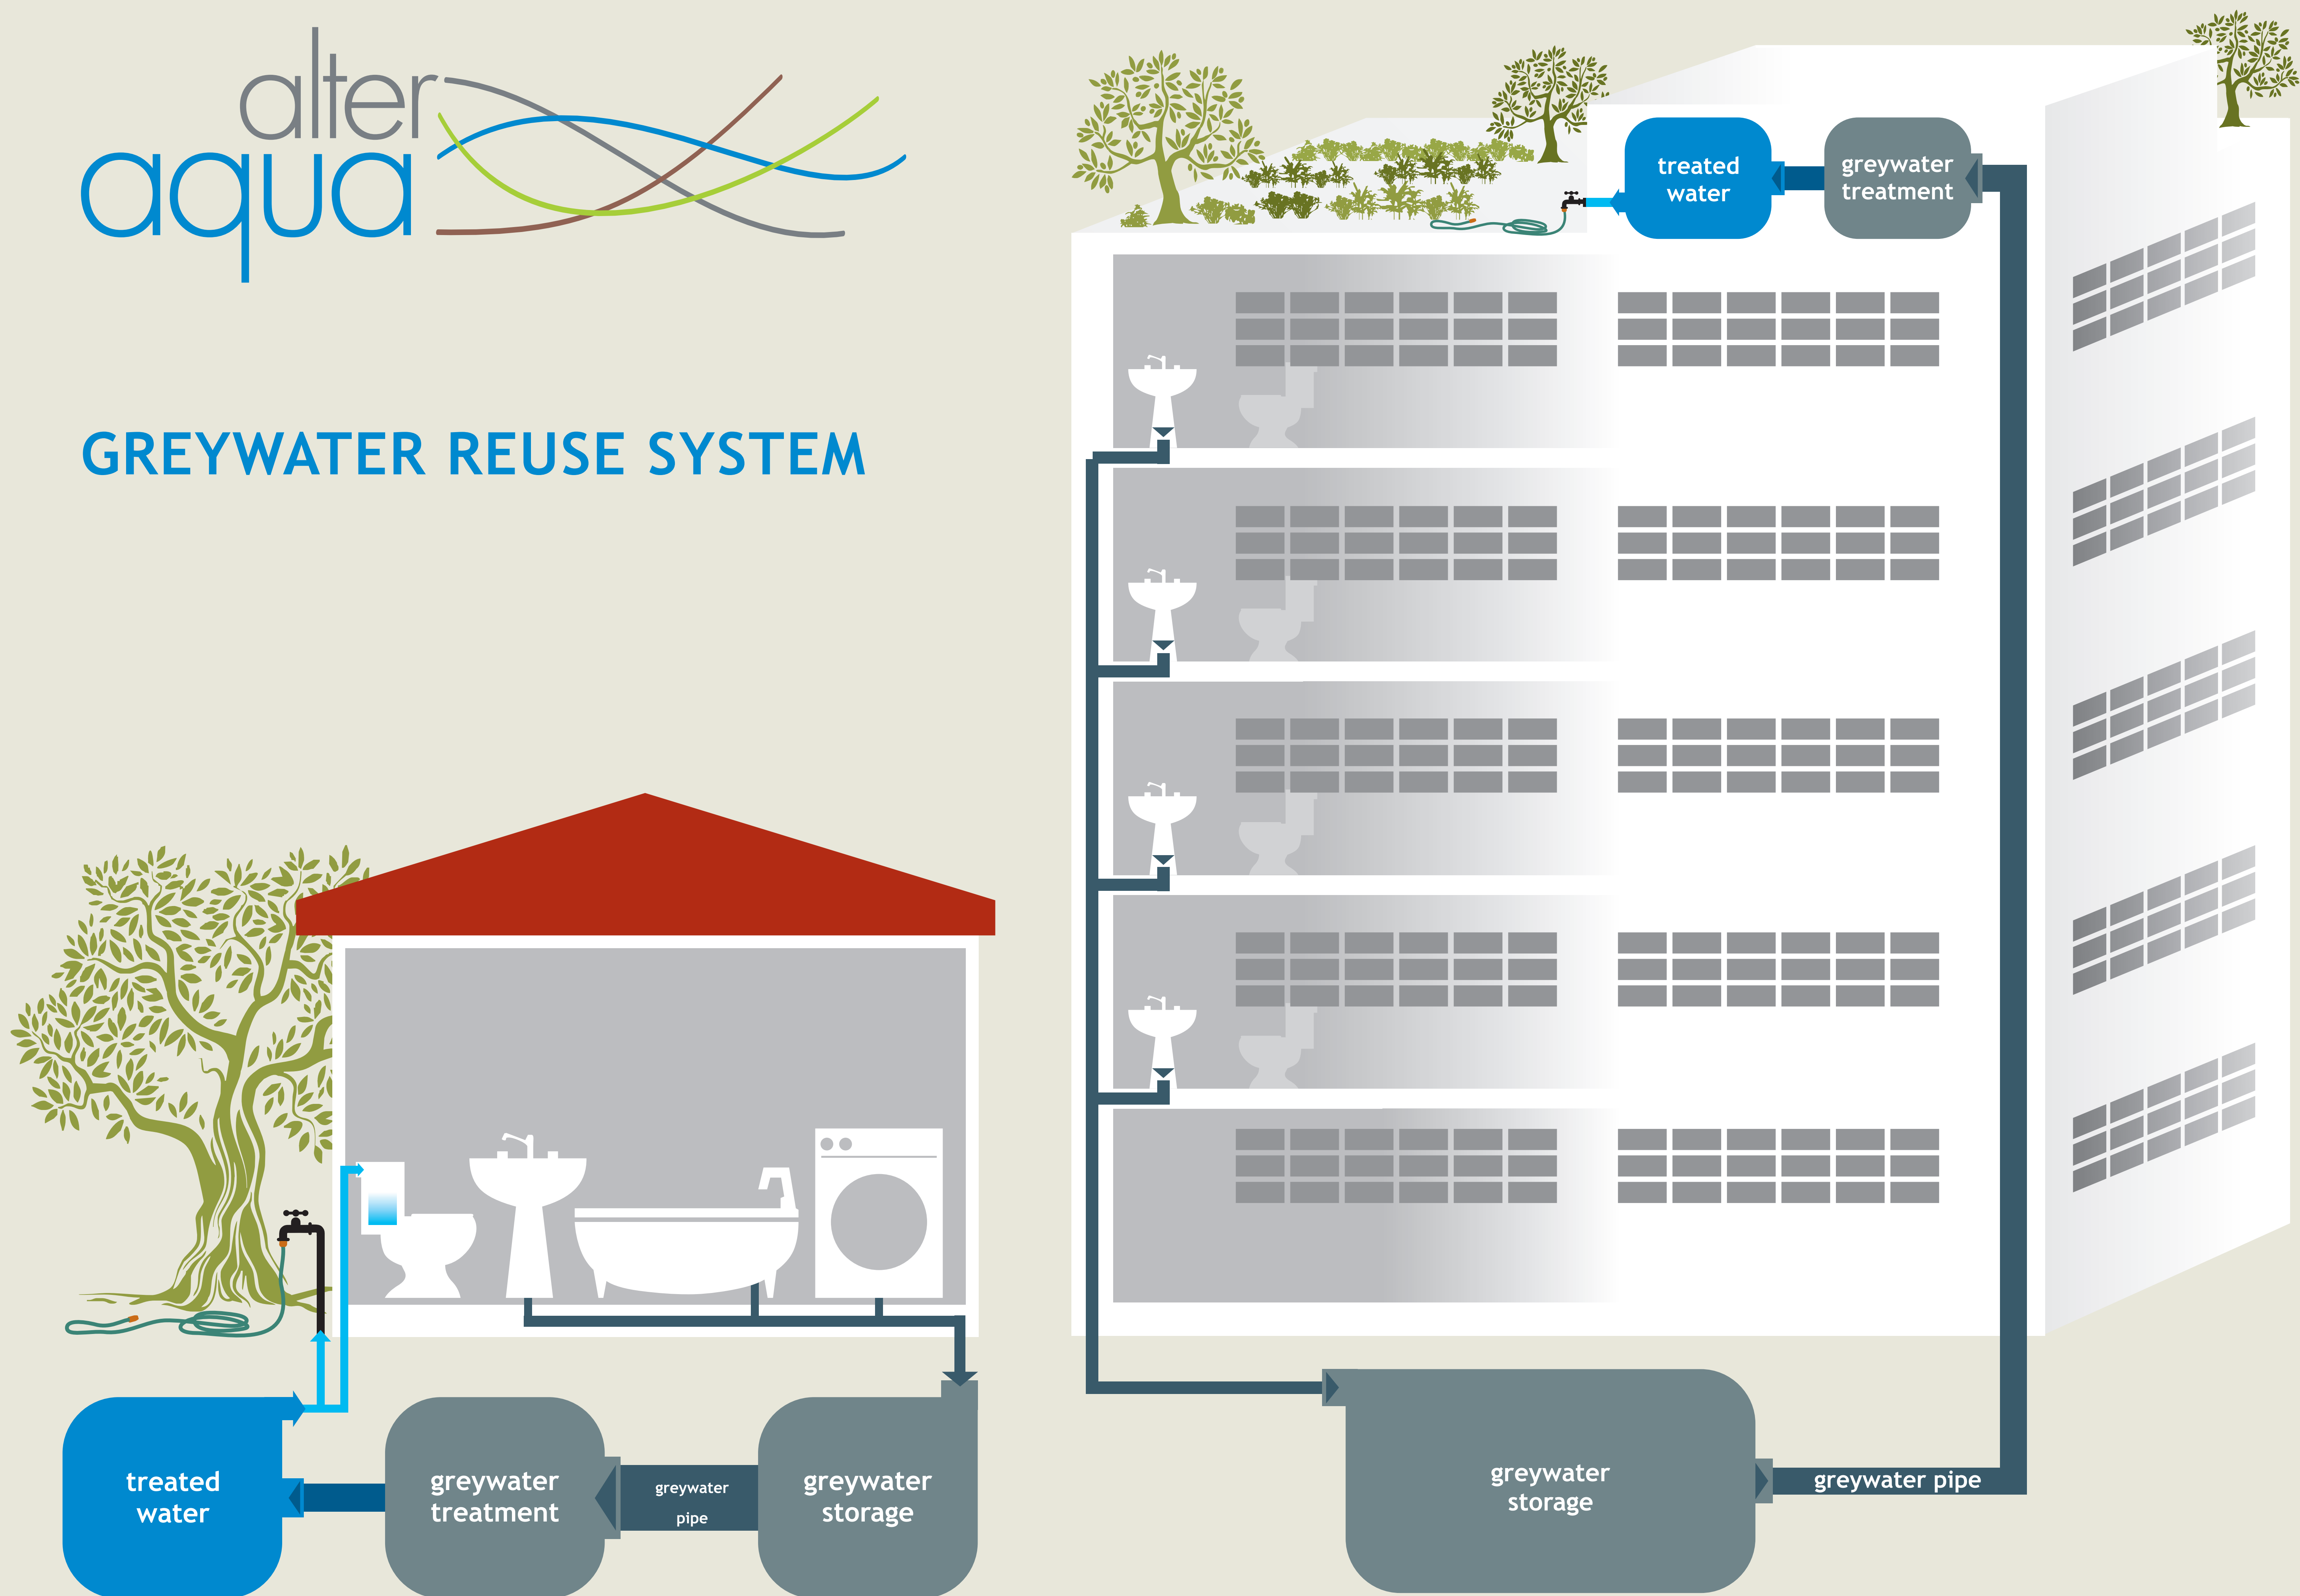 alter
aqua
GREYWATER REUSE SYSTEM
treated
water
greywater
treatment
treated
water
greywater
treatment
greywater
pipe
greywater
storage
greywater
storage
greywater pipe